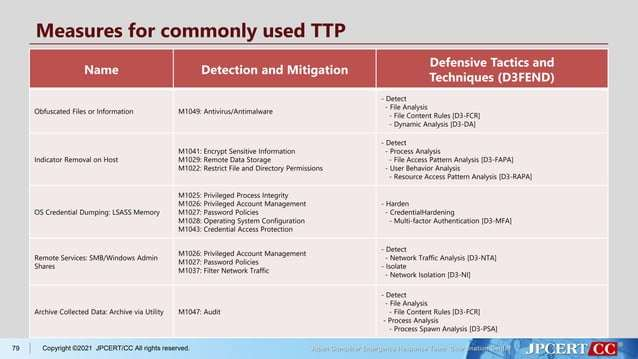 Measures for commonly used TTP
Name
Detection and Mitigation
Defensive Tactics and
Techniques (D3FEND)
Obfuscated Files or Information
M1049: Antivirus/Antimalware
- Detect
- File Analysis
- File Content Rules [D3-FCR]
- Dynamic Analysis [D3-DA]
Indicator Removal on Host
M1041: Encrypt Sensitive Information
M1029: Remote Data Storage
M1022: Restrict File and Directory Permissions
- Detect
- Process Analysis
- File Access Pattern Analysis [D3-FAPA]
- User Behavior Analysis
- Resource Access Pattern Analysis [D3-RAPA]
OS Credential Dumping: LSASS Memory
M1025: Privileged Process Integrity
M1026: Privileged Account Management
M1027: Password Policies
M1028: Operating System Configuration
M1043: Credential Access Protection
- Harden
- CredentialHardening
- Multi-factor Authentication [D3-MFA]
Remote Services: SMB/Windows Admin
Shares
M1026: Privileged Account Management
M1027: Password Policies
M1037: Filter Network Traffic
- Detect
- Network Traffic Analysis [D3-NTA]
- Isolate
- Network Isolation [D3-NI]
Archive Collected Data: Archive via Utility
M1047: Audit
- Detect
- File Analysis
- File Content Rules [D3-FCR]
- Process Analysis
- Process Spawn Analysis [D3-PSA]
79
Copyright ©2021 JPCERT/CC All rights reserved.
Japan Computer Emergency Response Team Coordination Center
JPCERT CC